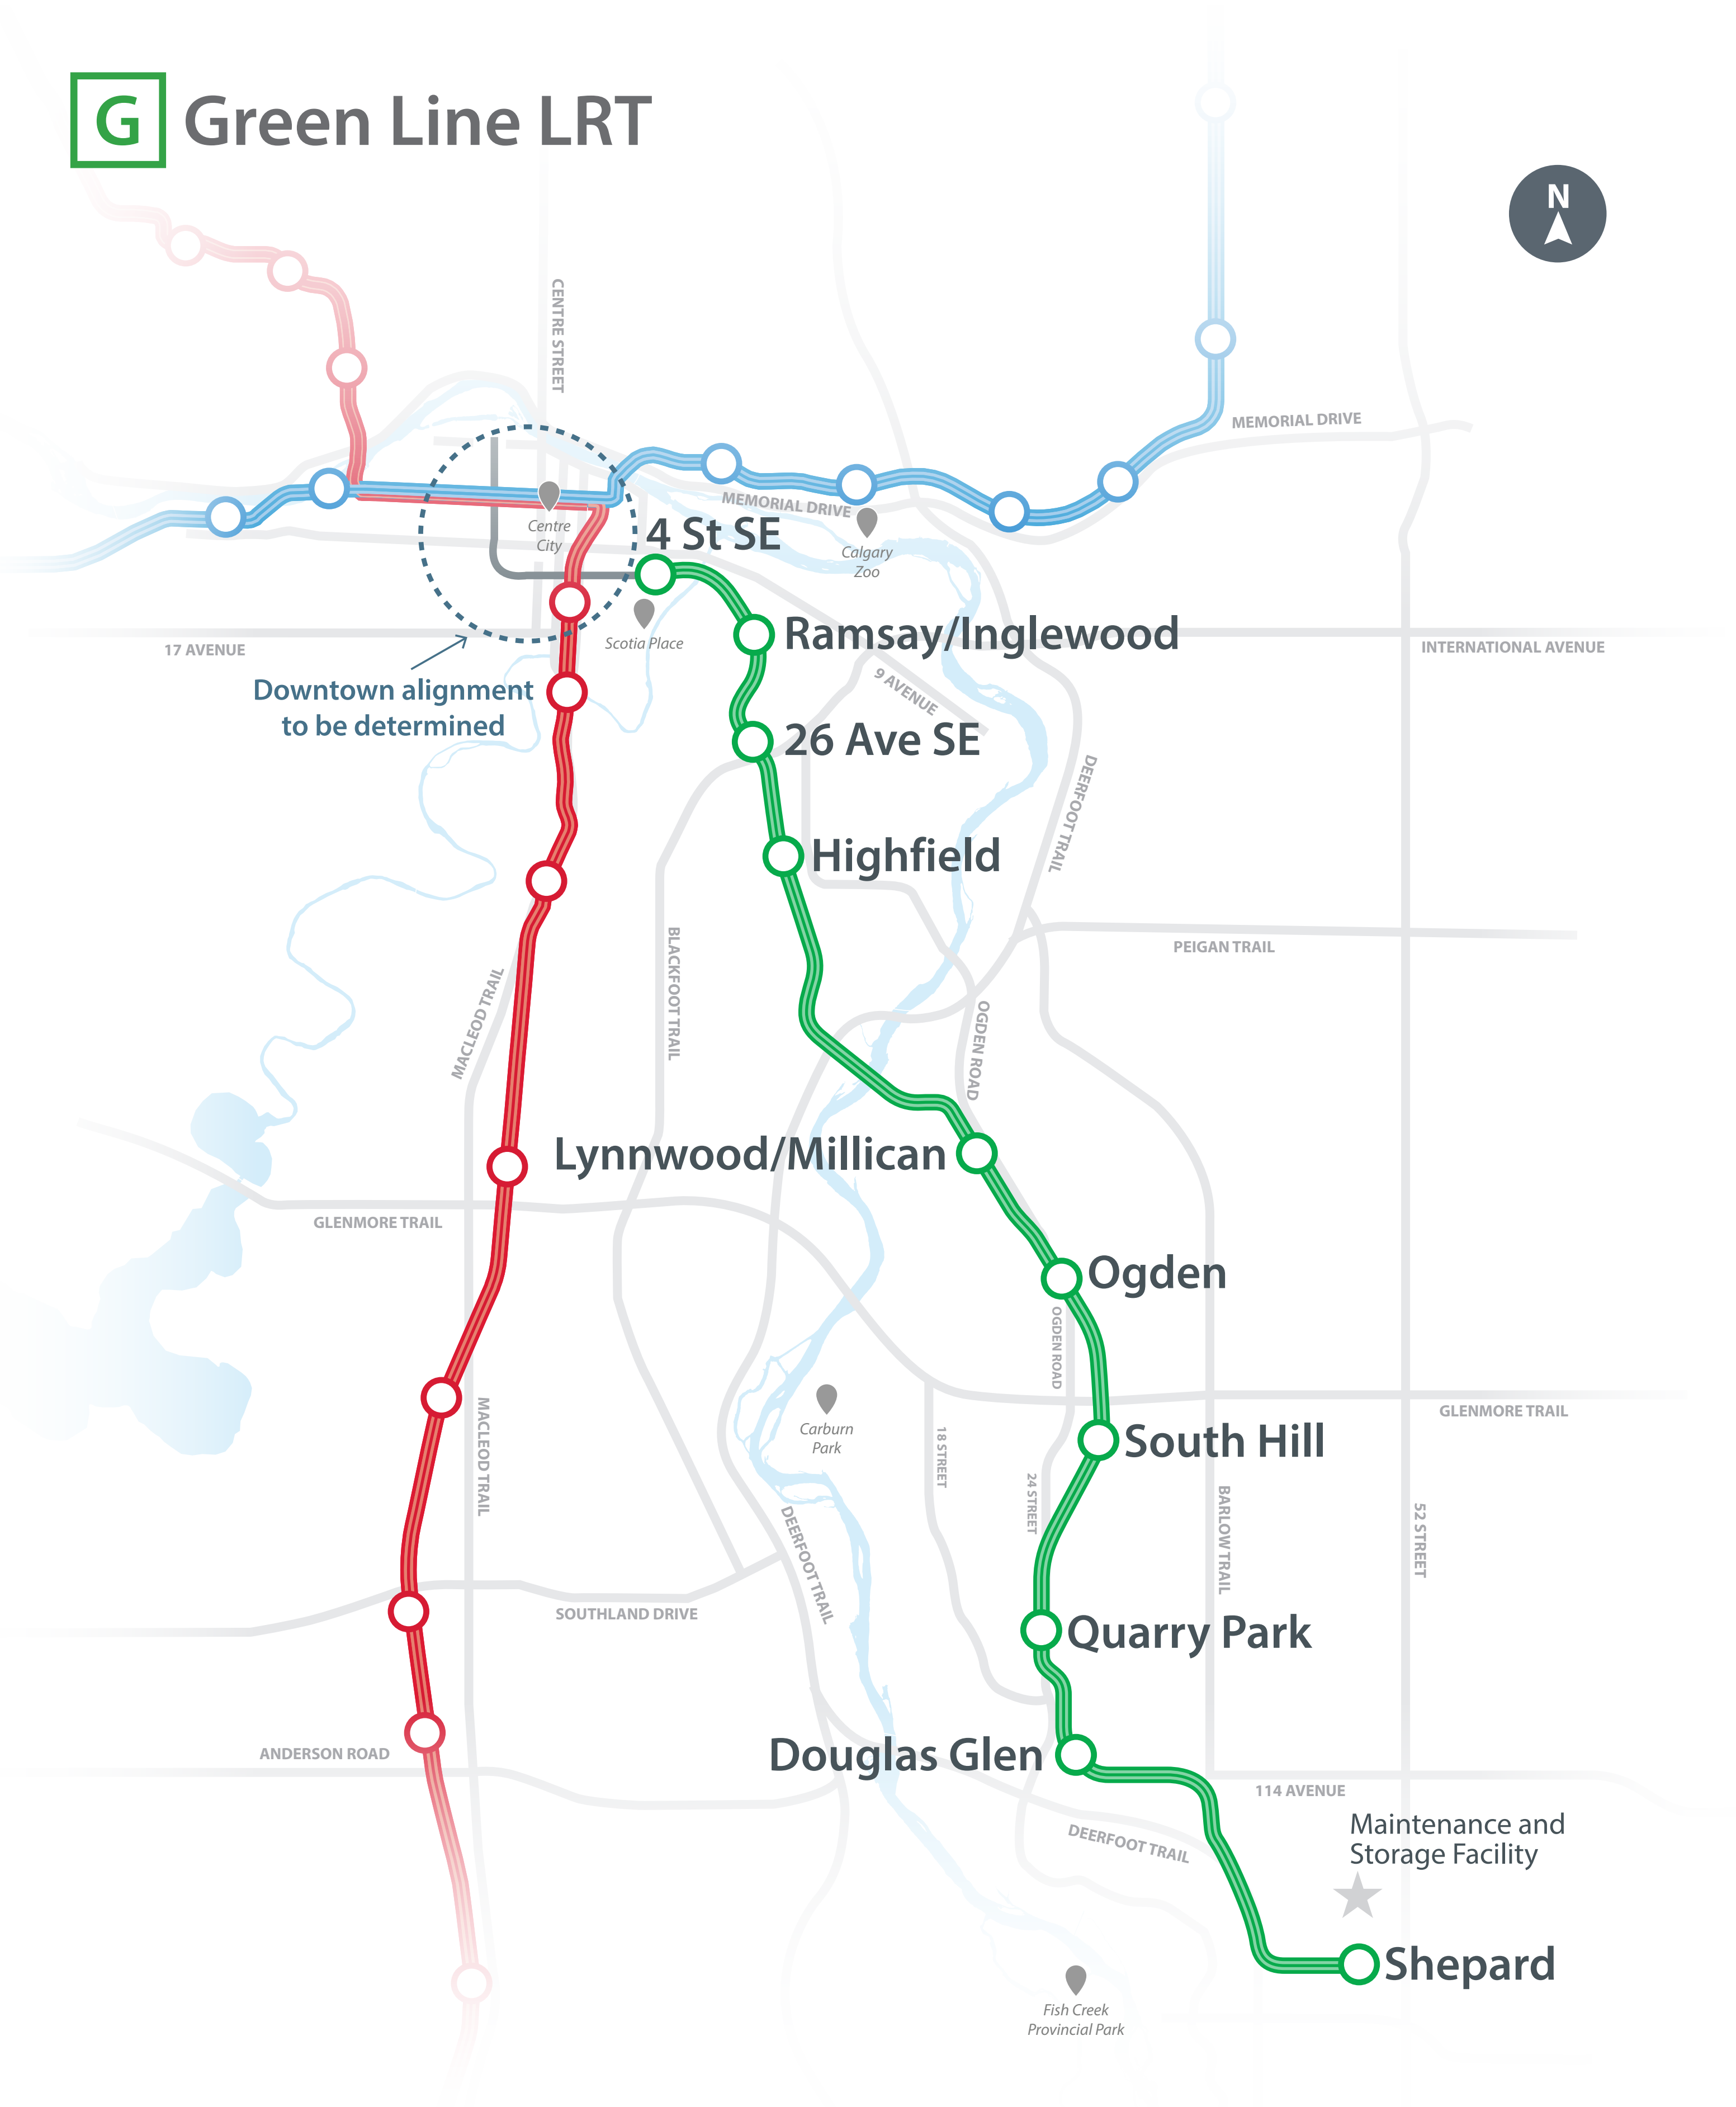 G Green Line LRT
N
CENTRE STREET
MEMORIAL DRIVE
MEMORIAL DRIVE
Centre
City
4 St SE
Calgary
Zoo
Scotia Place
Ramsay/Inglewood
17 AVENUE
INTERNATIONAL AVENUE
9 AVENUE
Downtown alignment
to be determined
26 Ave SE
DEERFOOT TRAIL
Highfield
BLACKFOOT TRAIL
PEIGAN TRAIL
MACLEOD TRAIL
OGDEN ROAD
Lynnwood/Millican
GLENMORE TRAIL
Ogden
OGDEN ROAD
Carburn
Park
MACLEOD TRAIL
GLENMORE TRAIL
18 STREET
South Hill
24 STREET
BARLOW TRAIL
52 STREET
DEERFOOT TRAIL
SOUTHLAND DRIVE
Quarry Park
ANDERSON ROAD
Douglas Glen
114 AVENUE
DEERFOOT TRAIL
Maintenance and
Storage Facility
Shepard
Fish Creek
Provincial Park